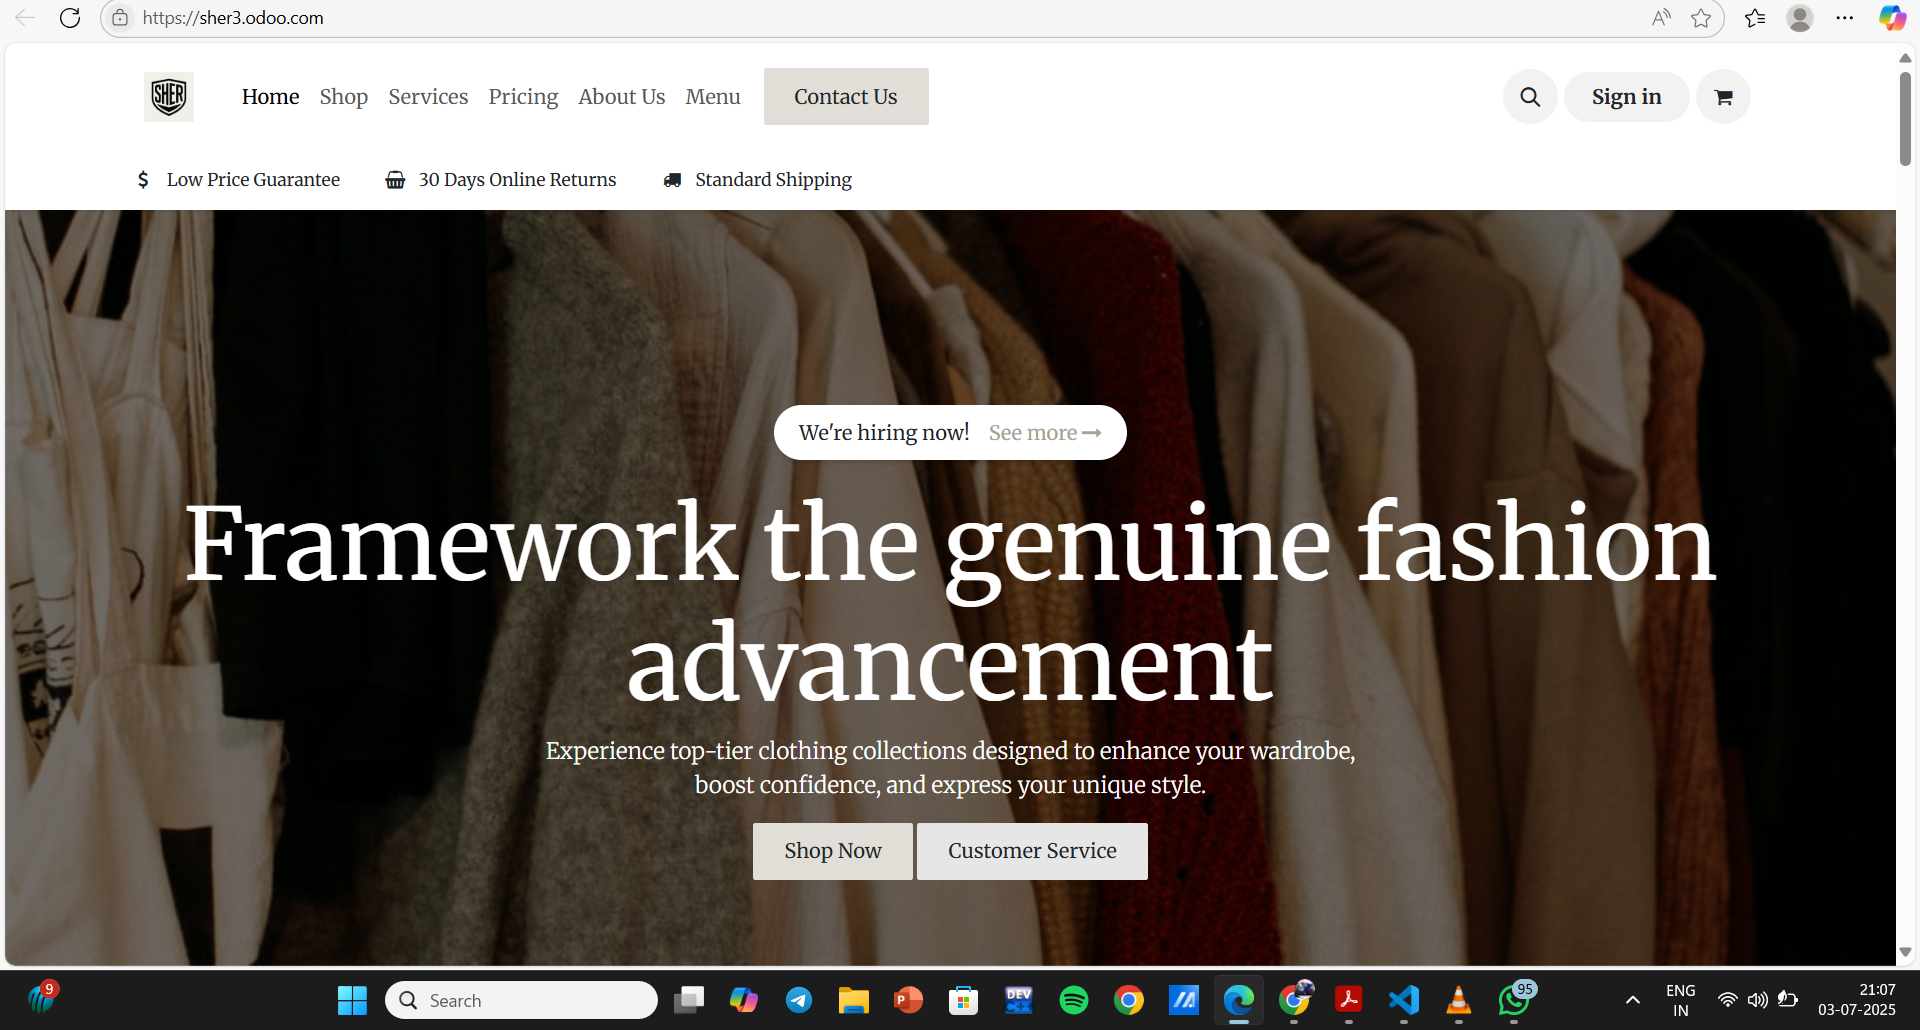 https://sher3.odoo.com
SHER
Home Shop Services Pricing About Us Menu Contact Us
Sign in
$ Low Price Guarantee 30 Days Online Returns Standard Shipping
We're hiring now! See more
Framework the genuine fashion
advancement
Experience top-tier clothing collections designed to enhance your wardrobe,
boost confidence, and express your unique style.
Shop Now Customer Service
9
Search
P
DEV
C++
95
ENG
IN
21:07
03-07-2025